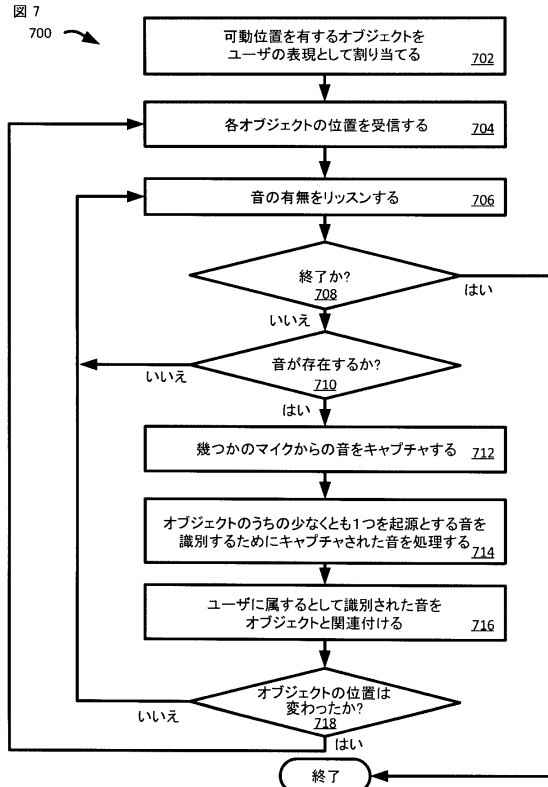 図 7
700
可動位置を有するオブジェクトを
ユーザの表現として割り当てる
702
各オブジェクトの位置を受信する
704
音の有無をリッスンする
706
終了か?
708
はい
いいえ
音が存在するか?
710
いいえ
はい
幾つかのマイクからの音をキャプチャする
712
オブジェクトのうちの少なくとも1つを起源とする音を
識別するためにキャプチャされた音を処理する
714
ユーザに属するとして識別された音を
オブジェクトと関連付ける
716
オブジェクトの位置は
変わったか?
718
いいえ
はい
終了